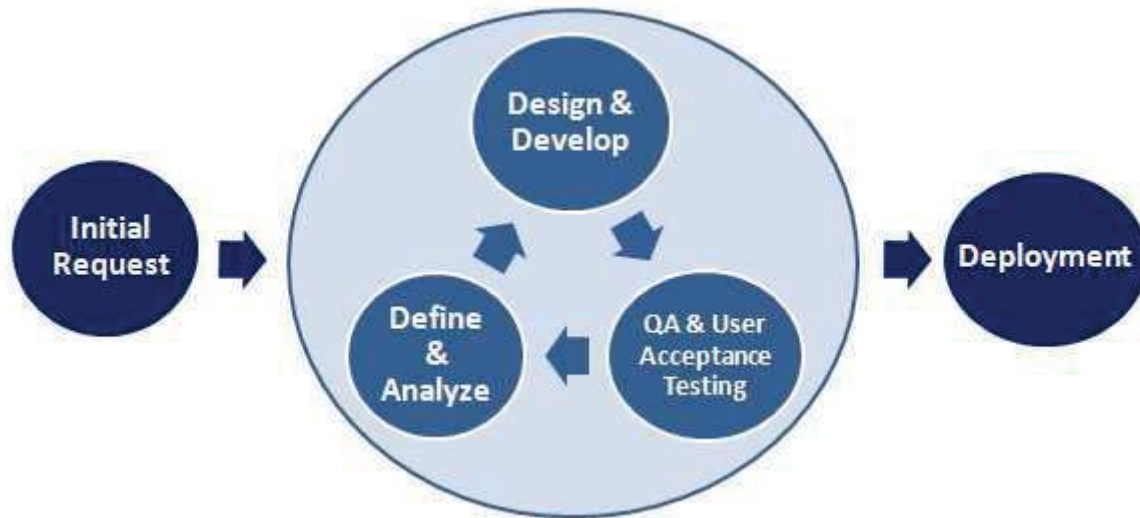 Initial
Request
Design &
Develop
Define
&
Analyze
QA & User
Acceptance
Testing
Deployment